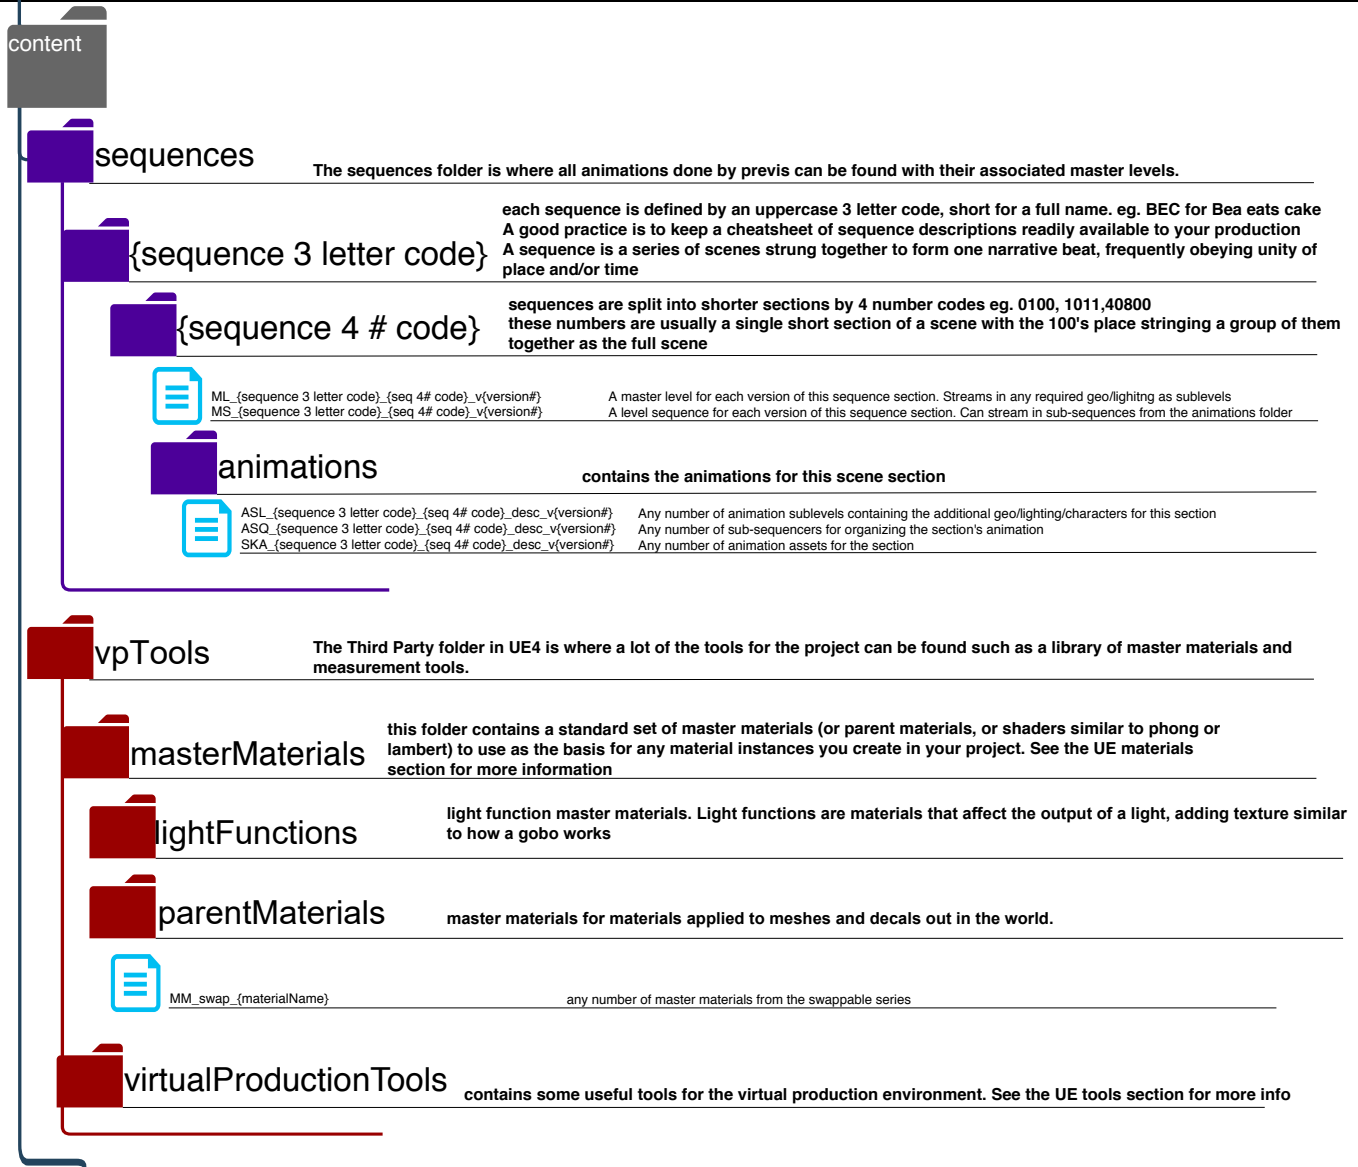 content
sequences
The sequences folder is where all animations done by previs can be found with their associated master levels.
each sequence is defined by an uppercase 3 letter code, short for a full name. eg. BEC for Bea eats cake
A good practice is to keep a cheatsheet of sequence descriptions readily available to your production
{sequence 3 letter code}
A sequence is a series of scenes strung together to form one narrative beat, frequently obeying unity of
place and/or time
sequences are split into shorter sections by 4 number codes eg. 0100, 1011,40800
{sequence 4 # code}
these numbers are usually a single short section of a scene with the 100's place stringing a group of them
together as the full scene
ML_{sequence 3 letter code}_{seq 4# code}_v{version#}
A master level for each version of this sequence section. Streams in any required geo/lighitng as sublevels
MS_{sequence 3 letter code}_{seq 4# code}_v{version#}
A level sequence for each version of this sequence section. Can stream in sub-sequences from the animations folder
animations
contains the animations for this scene section
ASL_{sequence 3 letter code}_{seq 4# code}_desc_v{version#}
Any number of animation sublevels containing the additional geo/lighting/characters for this section
ASQ_{sequence 3 letter code}_{seq 4# code}_desc_v{version#}
Any number of sub-sequencers for organizing the section's animation
SKA_{sequence 3 letter code}_{seq 4# code}_desc_v{version#}
Any number of animation assets for the section
vpTools
The Third Party folder in UE4 is where a lot of the tools for the project can be found such as a library of master materials and
measurement tools.
masterMaterials
this folder contains a standard set of master materials (or parent materials, or shaders similar to phong or
lambert) to use as the basis for any material instances you create in your project. See the UE materials
section for more information
lightFunctions
light function master materials. Light functions are materials that affect the output of a light, adding texture similar
to how a gobo works
parentMaterials
master materials for materials applied to meshes and decals out in the world.
MM_swap_{materialName}
any number of master materials from the swappable series
virtualProductionTools
contains some useful tools for the virtual production environment. See the UE tools section for more info